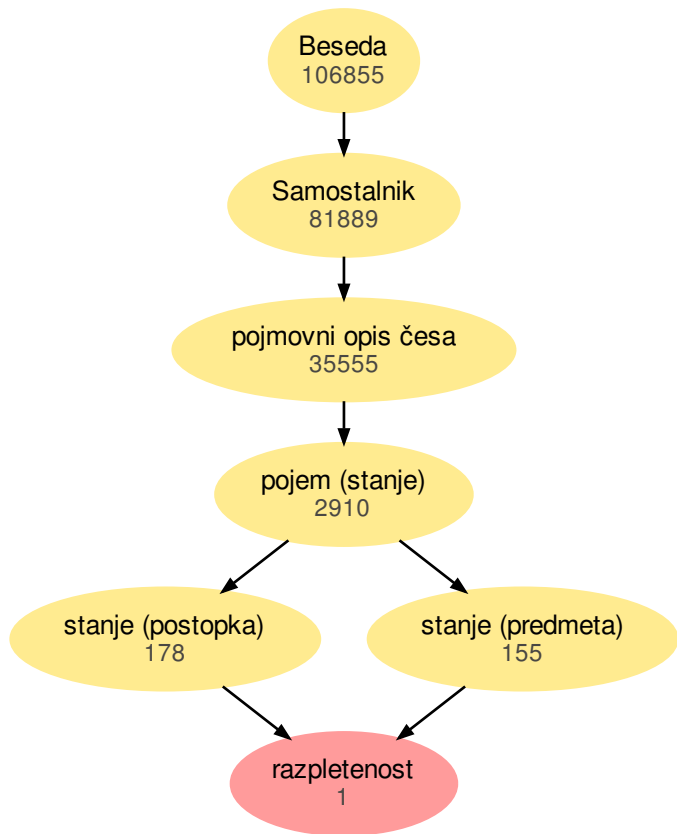 Beseda
106855
Samostalnik
81889
pojmovni opis česa
35555
pojem (stanje)
2910
stanje (postopka)
178
stanje (predmeta)
155
razpletenost
1